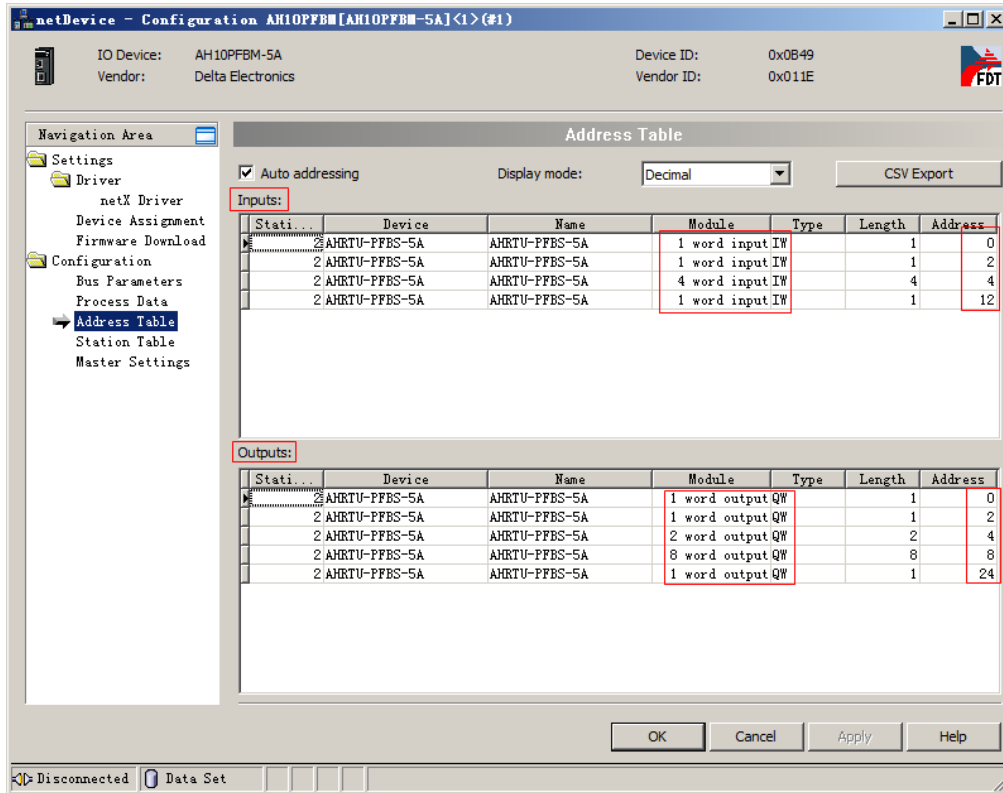 netDevice - Configuration AH10PFBM[AH10PFBM-5A]<1>(#1)
IO Device: AH10PFBM-5A Device ID: 0x0B49
Vendor: Delta Electronics Vendor ID: 0x011E
FDT
Navigation Area
Settings
Driver
netX Driver
Device Assignment
Firmware Download
Configuration
Bus Parameters
Process Data
Address Table
Station Table
Master Settings
Address Table
Auto addressing Display mode: Decimal CSV Export
Inputs:
Stati... Device Name Module Type Length Address
2 AHRTU-PFBS-5A AHRTU-PFBS-5A 1 word input IW 1 0
2 AHRTU-PFBS-5A AHRTU-PFBS-5A 1 word input IW 1 2
2 AHRTU-PFBS-5A AHRTU-PFBS-5A 4 word input IW 4 4
2 AHRTU-PFBS-5A AHRTU-PFBS-5A 1 word input IW 1 12
Outputs:
Stati... Device Name Module Type Length Address
2 AHRTU-PFBS-5A AHRTU-PFBS-5A 1 word output QW 1 0
2 AHRTU-PFBS-5A AHRTU-PFBS-5A 1 word output QW 1 2
2 AHRTU-PFBS-5A AHRTU-PFBS-5A 2 word output QW 2 4
2 AHRTU-PFBS-5A AHRTU-PFBS-5A 8 word output QW 8 8
2 AHRTU-PFBS-5A AHRTU-PFBS-5A 1 word output QW 1 24
OK Cancel Apply Help
Disconnected Data Set